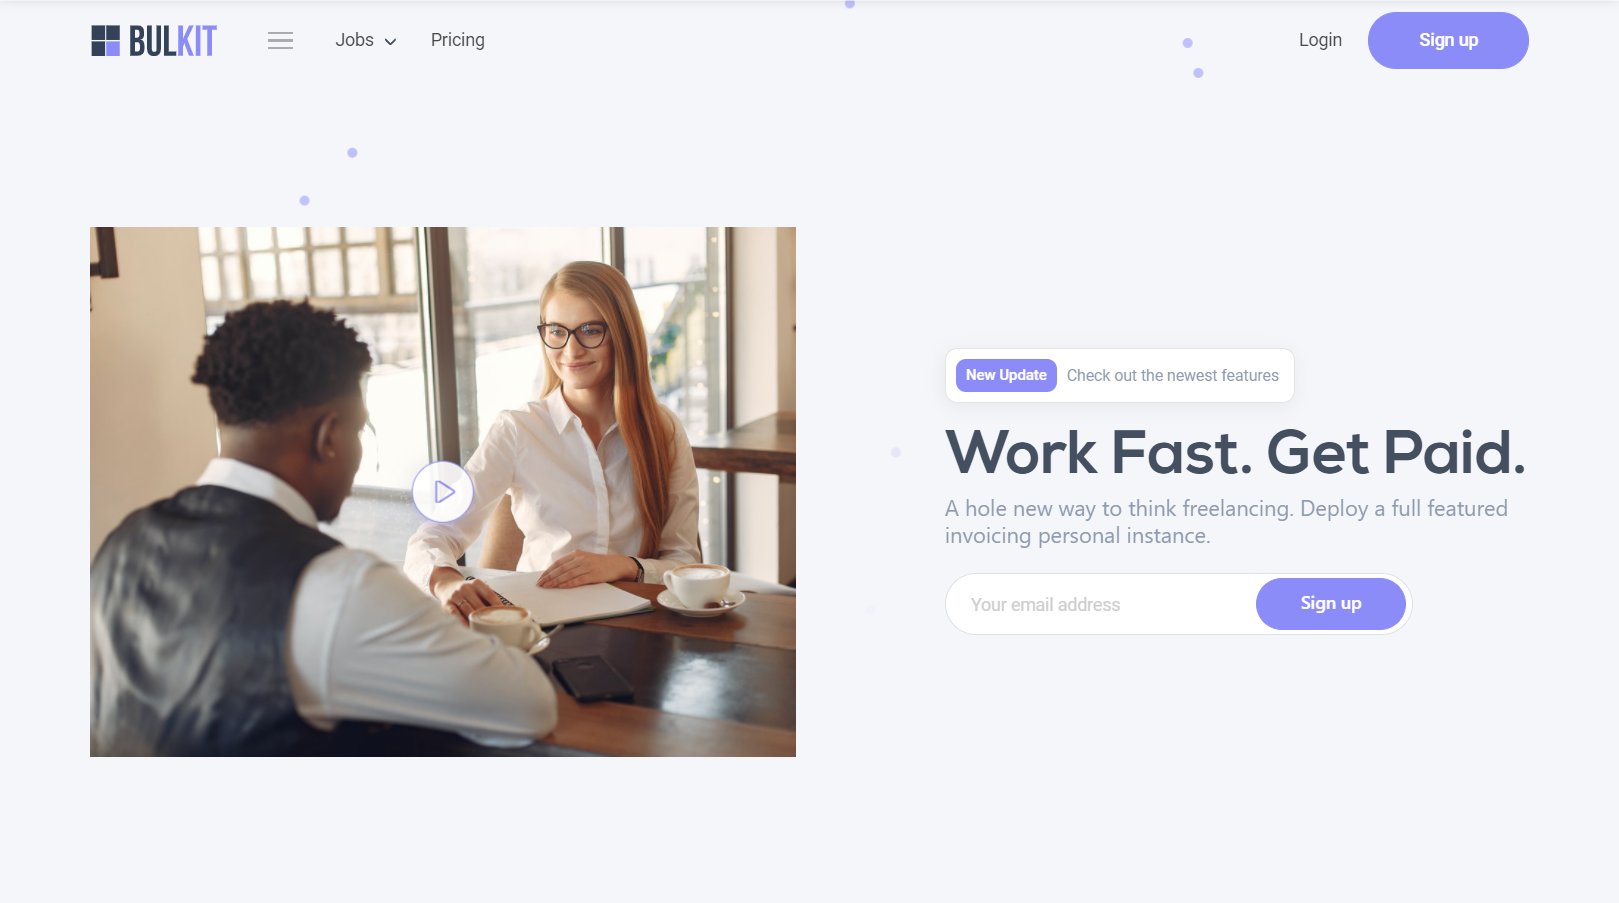 BULKIT
Jobs
Pricing
Login
Sign up
New Update Check out the newest features
Work Fast. Get Paid.
A hole new way to think freelancing. Deploy a full featured
invoicing personal instance.
Your email address
Sign up